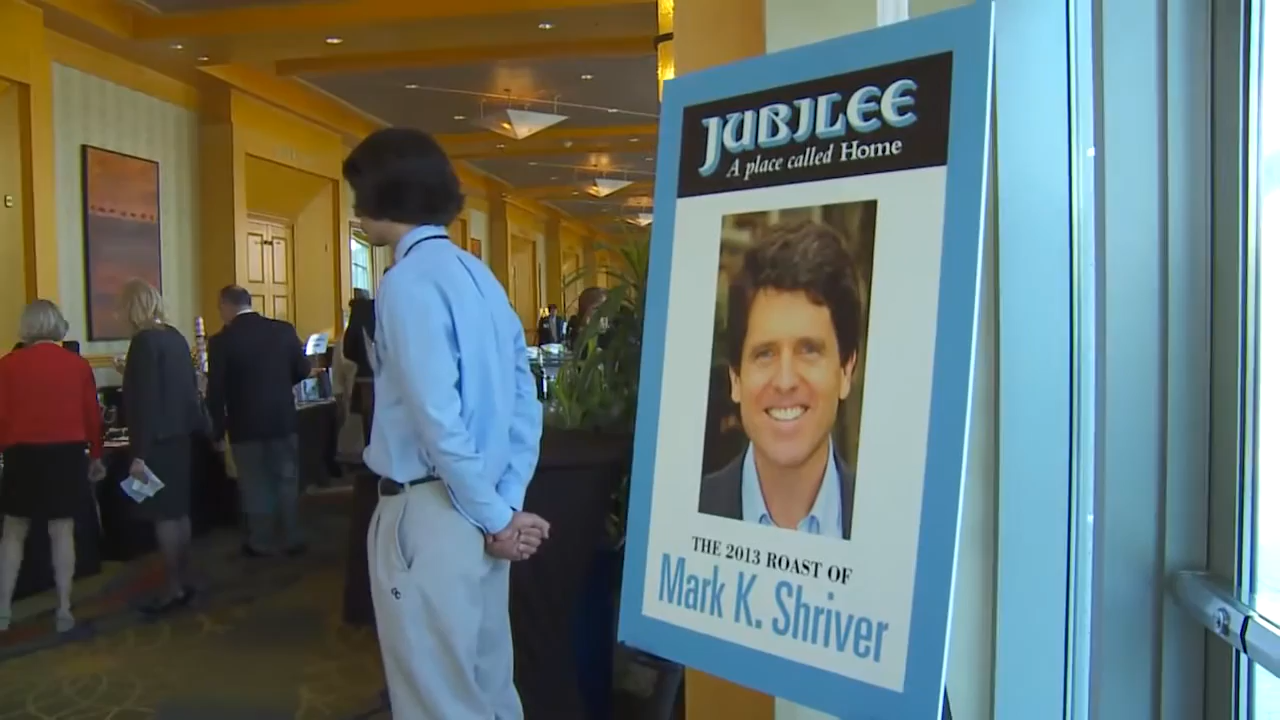 JUBILEE
A place called Home
THE 2013 ROAST OF
Mark K. Shriver